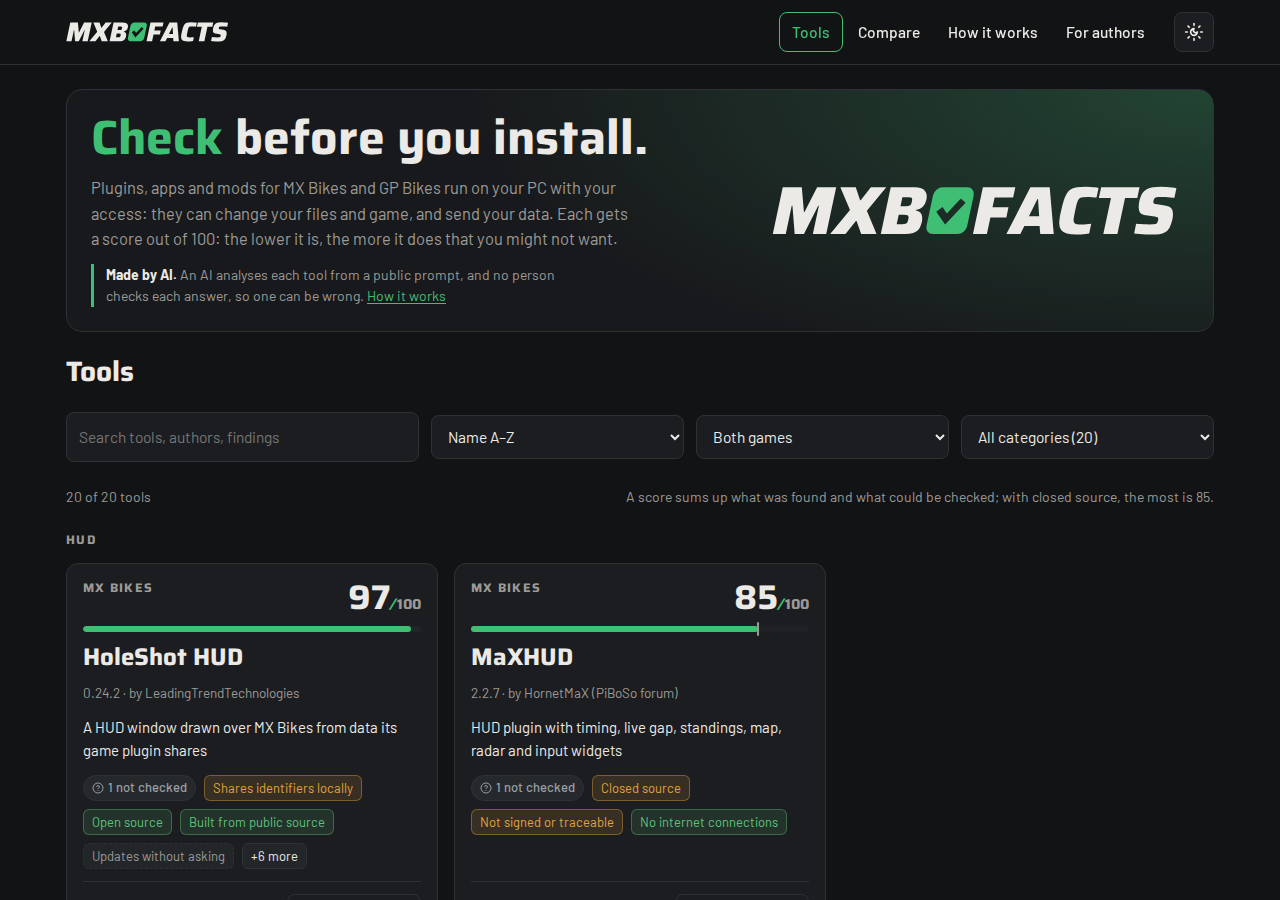 MXB FACTS
Tools
Compare
How it works
For authors
Check before you install.
Plugins, apps and mods for MX Bikes and GP Bikes run on your PC with your
access: they can change your files and game, and send your data. Each gets
a score out of 100: the lower it is, the more it does that you might not want.
Made by AI. An AI analyses each tool from a public prompt, and no person
checks each answer, so one can be wrong. How it works
MXB FACTS
Tools
Search tools, authors, findings
Name A–Z
Both games
All categories (20)
20 of 20 tools
A score sums up what was found and what could be checked; with closed source, the most is 85.
HUD
MX BIKES
97/100
HoleShot HUD
0.24.2 · by LeadingTrendTechnologies
A HUD window drawn over MX Bikes from data its
game plugin shares
1 not checked
Shares identifiers locally
Open source
Built from public source
Updates without asking
+6 more
MX BIKES
85/100
MaXHUD
2.2.7 · by HornetMaX (PiBoSo forum)
HUD plugin with timing, live gap, standings, map,
radar and input widgets
1 not checked
Closed source
Not signed or traceable
No internet connections